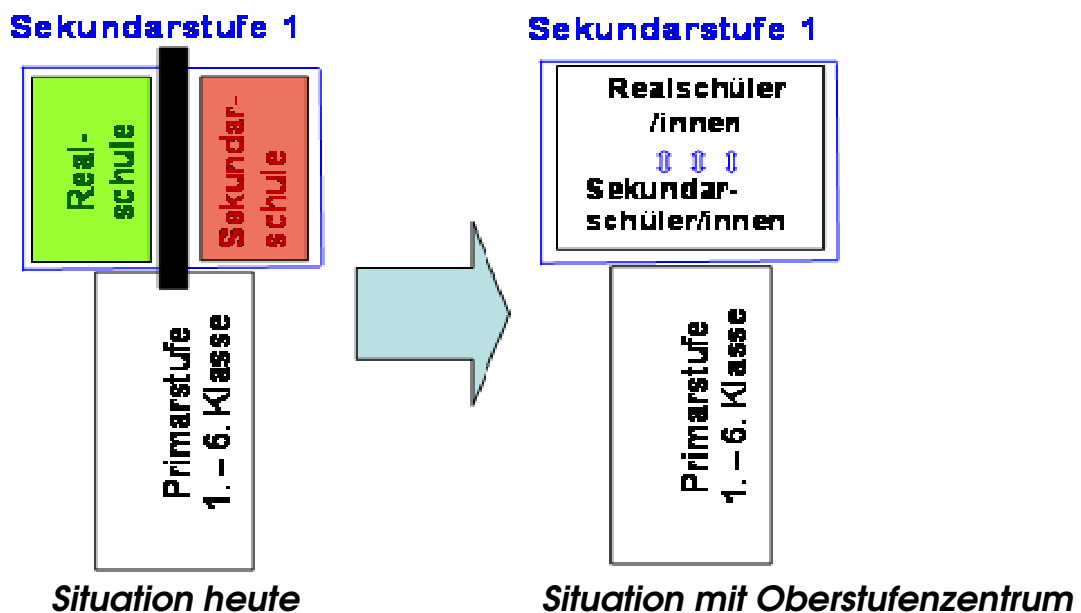 Sekundarstufe 1
Real-
schule
Sekundar-
schule
Primarstufe
1. – 6. Klasse
Situation heute
Sekundarstufe 1
Realschüler
/innen
Sekundar-
schüler/innen
Primarstufe
1. – 6. Klasse
Situation mit Oberstufenzentrum